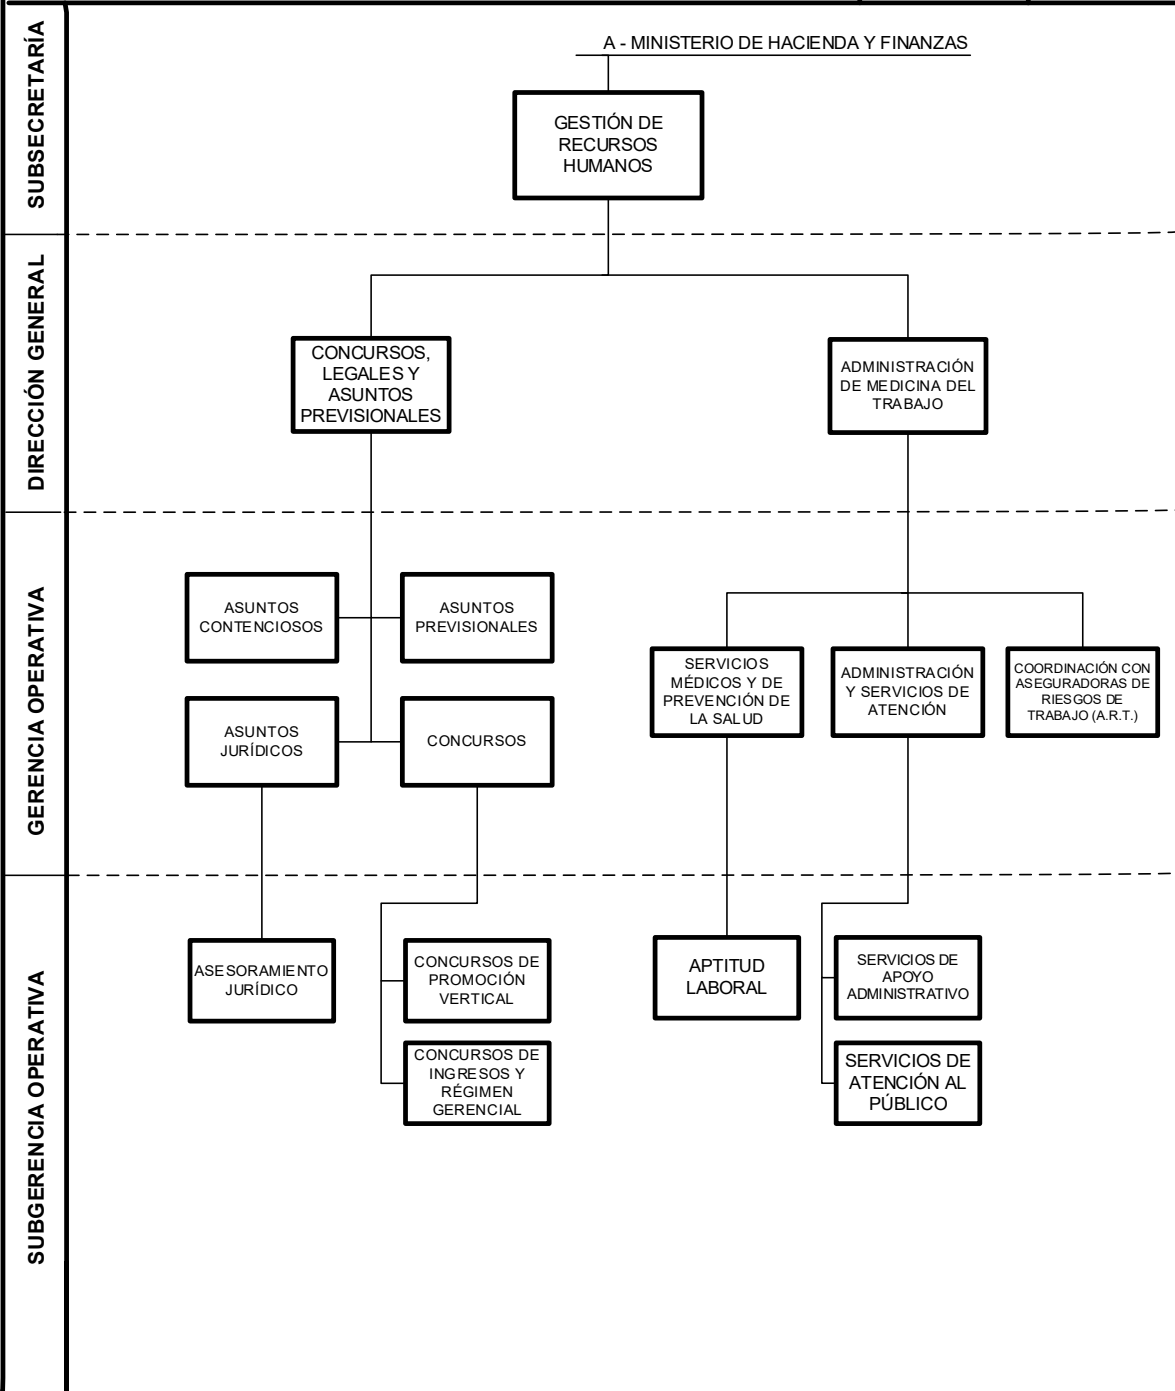 A - MINISTERIO DE HACIENDA Y FINANZAS
SUBSECRETARÍA
GESTIÓN DE
RECURSOS
HUMANOS
DIRECCIÓN GENERAL
CONCURSOS,
LEGALES Y
ASUNTOS
PREVISIONALES
ADMINISTRACIÓN
DE MEDICINA DEL
TRABAJO
GERENCIA OPERATIVA
ASUNTOS
CONTENCIOSOS
ASUNTOS
PREVISIONALES
ASUNTOS
JURÍDICOS
CONCURSOS
SERVICIOS
MÉDICOS Y DE
PREVENCIÓN DE
LA SALUD
ADMINISTRACIÓN
Y SERVICIOS DE
ATENCIÓN
COORDINACIÓN CON
ASEGURADORAS DE
RIESGOS DE
TRABAJO (A.R.T.)
SUBGERENCIA OPERATIVA
ASESORAMIENTO
JURÍDICO
CONCURSOS DE
PROMOCIÓN
VERTICAL
CONCURSOS DE
INGRESOS Y
RÉGIMEN
GERENCIAL
APTITUD
LABORAL
SERVICIOS DE
APOYO
ADMINISTRATIVO
SERVICIOS DE
ATENCIÓN AL
PÚBLICO